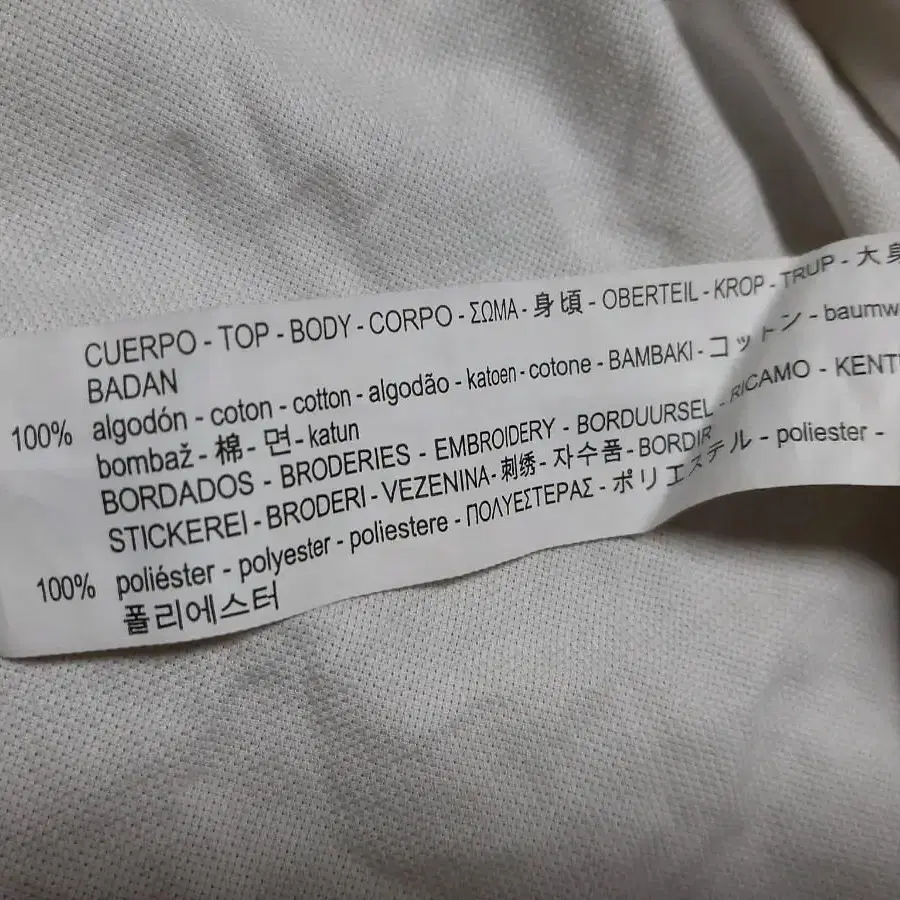 CUERPO - TOP - BODY - CORPO - ΣΩΜΑ - 身頃 - OBERTEIL - KROP - TRUP - 大身
BADAN
100% algodón - coton - cotton - algodão - katoen - cotone - BAMBAKI - コットン - baumw
bombaž - 棉 - 면 - katun
BORDADOS - BRODERIES - EMBROIDERY - BORDUURSEL - RICAMO - KENT
STICKEREI - BRODERI - VEZENINA - 刺绣 - 자수품 - BORDIR
100% poliéster - polyester - poliestere - ΠΟΛΥΕΣΤΕΡΑΣ - ポリエステル - poliester -
폴리에스터